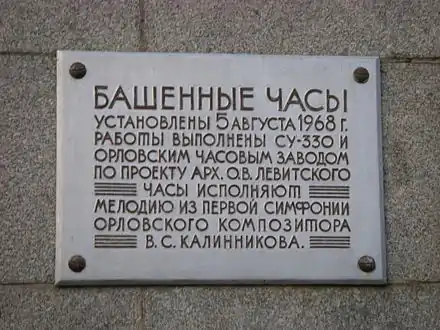 БАШЕННЫЕ ЧАСЫ
УСТАНОВЛЕНЫ 5 АВГУСТА 1968 Г.
РАБОТЫ ВЫПОЛНЕНЫ СУ-330 И
ОРЛОВСКИМ ЧАСОВЫМ ЗАВОДОМ
ПО ПРОЕКТУ АРХ. О.В. ЛЕВИТСКОГО
ЧАСЫ ИСПОЛНЯЮТ
МЕЛОДИЮ ИЗ ПЕРВОЙ СИМФОНИИ
ОРЛОВСКОГО КОМПОЗИТОРА
В. С. КАЛИННИКОВА.